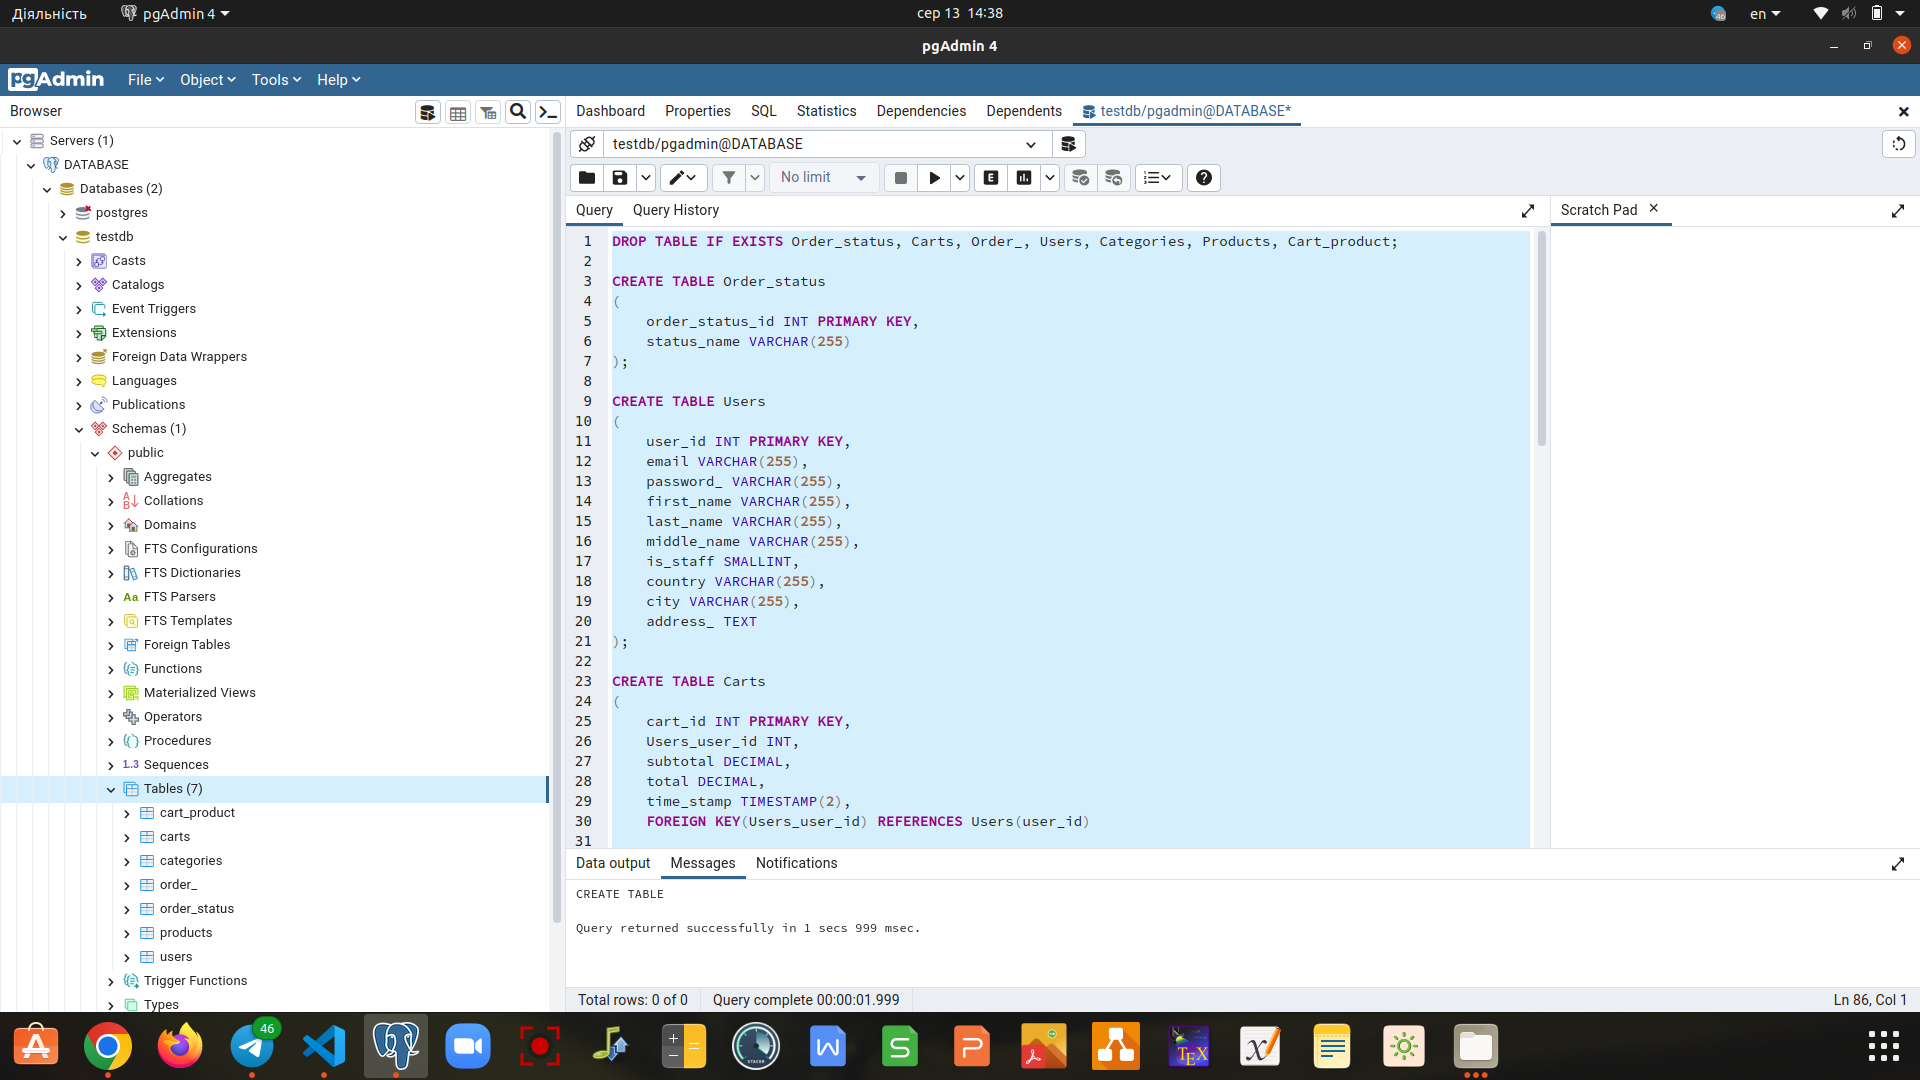 Діяльність
pgAdmin 4
сер 13 14:38
46
en
pgAdmin 4
pgAdmin
File
Object
Tools
Help
Browser
Servers (1)
DATABASE
Databases (2)
postgres
testdb
Casts
Catalogs
Event Triggers
Extensions
Foreign Data Wrappers
Languages
Publications
Schemas (1)
public
Aggregates
Collations
Domains
FTS Configurations
FTS Dictionaries
Aa FTS Parsers
FTS Templates
Foreign Tables
Functions
Materialized Views
Operators
Procedures
1..3 Sequences
Tables (7)
cart_product
carts
categories
order_
order_status
products
users
Trigger Functions
Types
Dashboard
Properties
SQL
Statistics
Dependencies
Dependents
testdb/pgadmin@DATABASE*
testdb/pgadmin@DATABASE
No limit
E
Query
Query History
Scratch Pad
1 DROP TABLE IF EXISTS Order_status, Carts, Order_, Users, Categories, Products, Cart_product;
2
3 CREATE TABLE Order_status
4 (
5 order_status_id INT PRIMARY KEY,
6 status_name VARCHAR(255)
7 );
8
9 CREATE TABLE Users
10 (
11 user_id INT PRIMARY KEY,
12 email VARCHAR(255),
13 password_ VARCHAR(255),
14 first_name VARCHAR(255),
15 last_name VARCHAR(255),
16 middle_name VARCHAR(255),
17 is_staff SMALLINT,
18 country VARCHAR(255),
19 city VARCHAR(255),
20 address_ TEXT
21 );
22
23 CREATE TABLE Carts
24 (
25 cart_id INT PRIMARY KEY,
26 Users_user_id INT,
27 subtotal DECIMAL,
28 total DECIMAL,
29 time_stamp TIMESTAMP(2),
30 FOREIGN KEY(Users_user_id) REFERENCES Users(user_id)
31
Data output
Messages
Notifications
CREATE TABLE
Query returned successfully in 1 secs 999 msec.
Total rows: 0 of 0
Query complete 00:00:01.999
Ln 86, Col 1
46
W
S
P
TEX
X